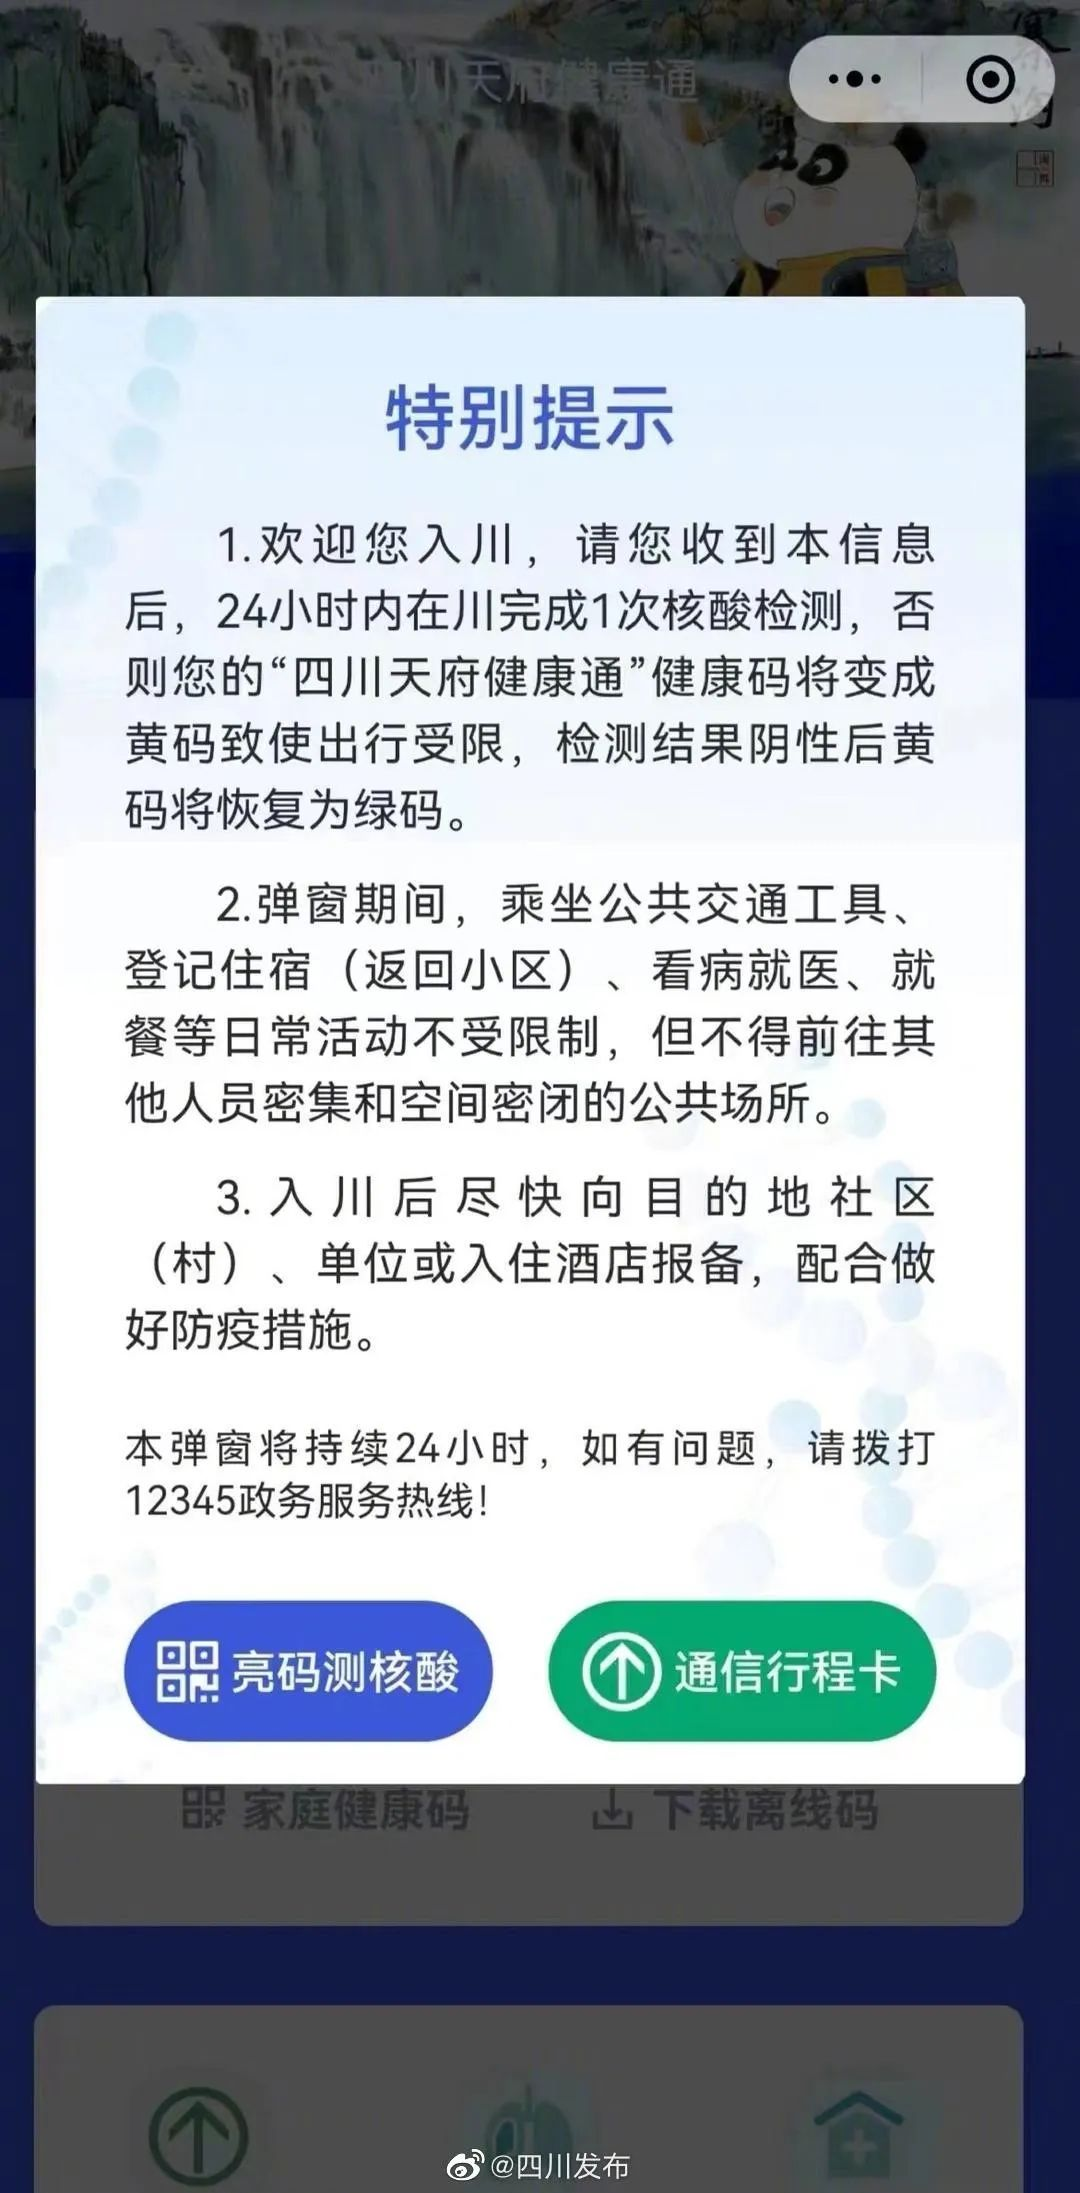 四川天府健康通
特别提示
1.欢迎您入川，请您收到本信息
后，24小时内在川完成1次核酸检测，否
则您的“四川天府健康通”健康码将变成
黄码致使出行受限，检测结果阴性后黄
码将恢复为绿码。
2.弹窗期间，乘坐公共交通工具、
登记住宿（返回小区）、看病就医、就
餐等日常活动不受限制，但不得前往其
他人员密集和空间密闭的公共场所。
3.入川后尽快向目的地社区
（村）、单位或入住酒店报备，配合做
好防疫措施。
本弹窗将持续24小时，如有问题，请拨打
12345政务服务热线！
亮码测核酸 通信行程卡
家庭健康码 下载离线码
@四川发布